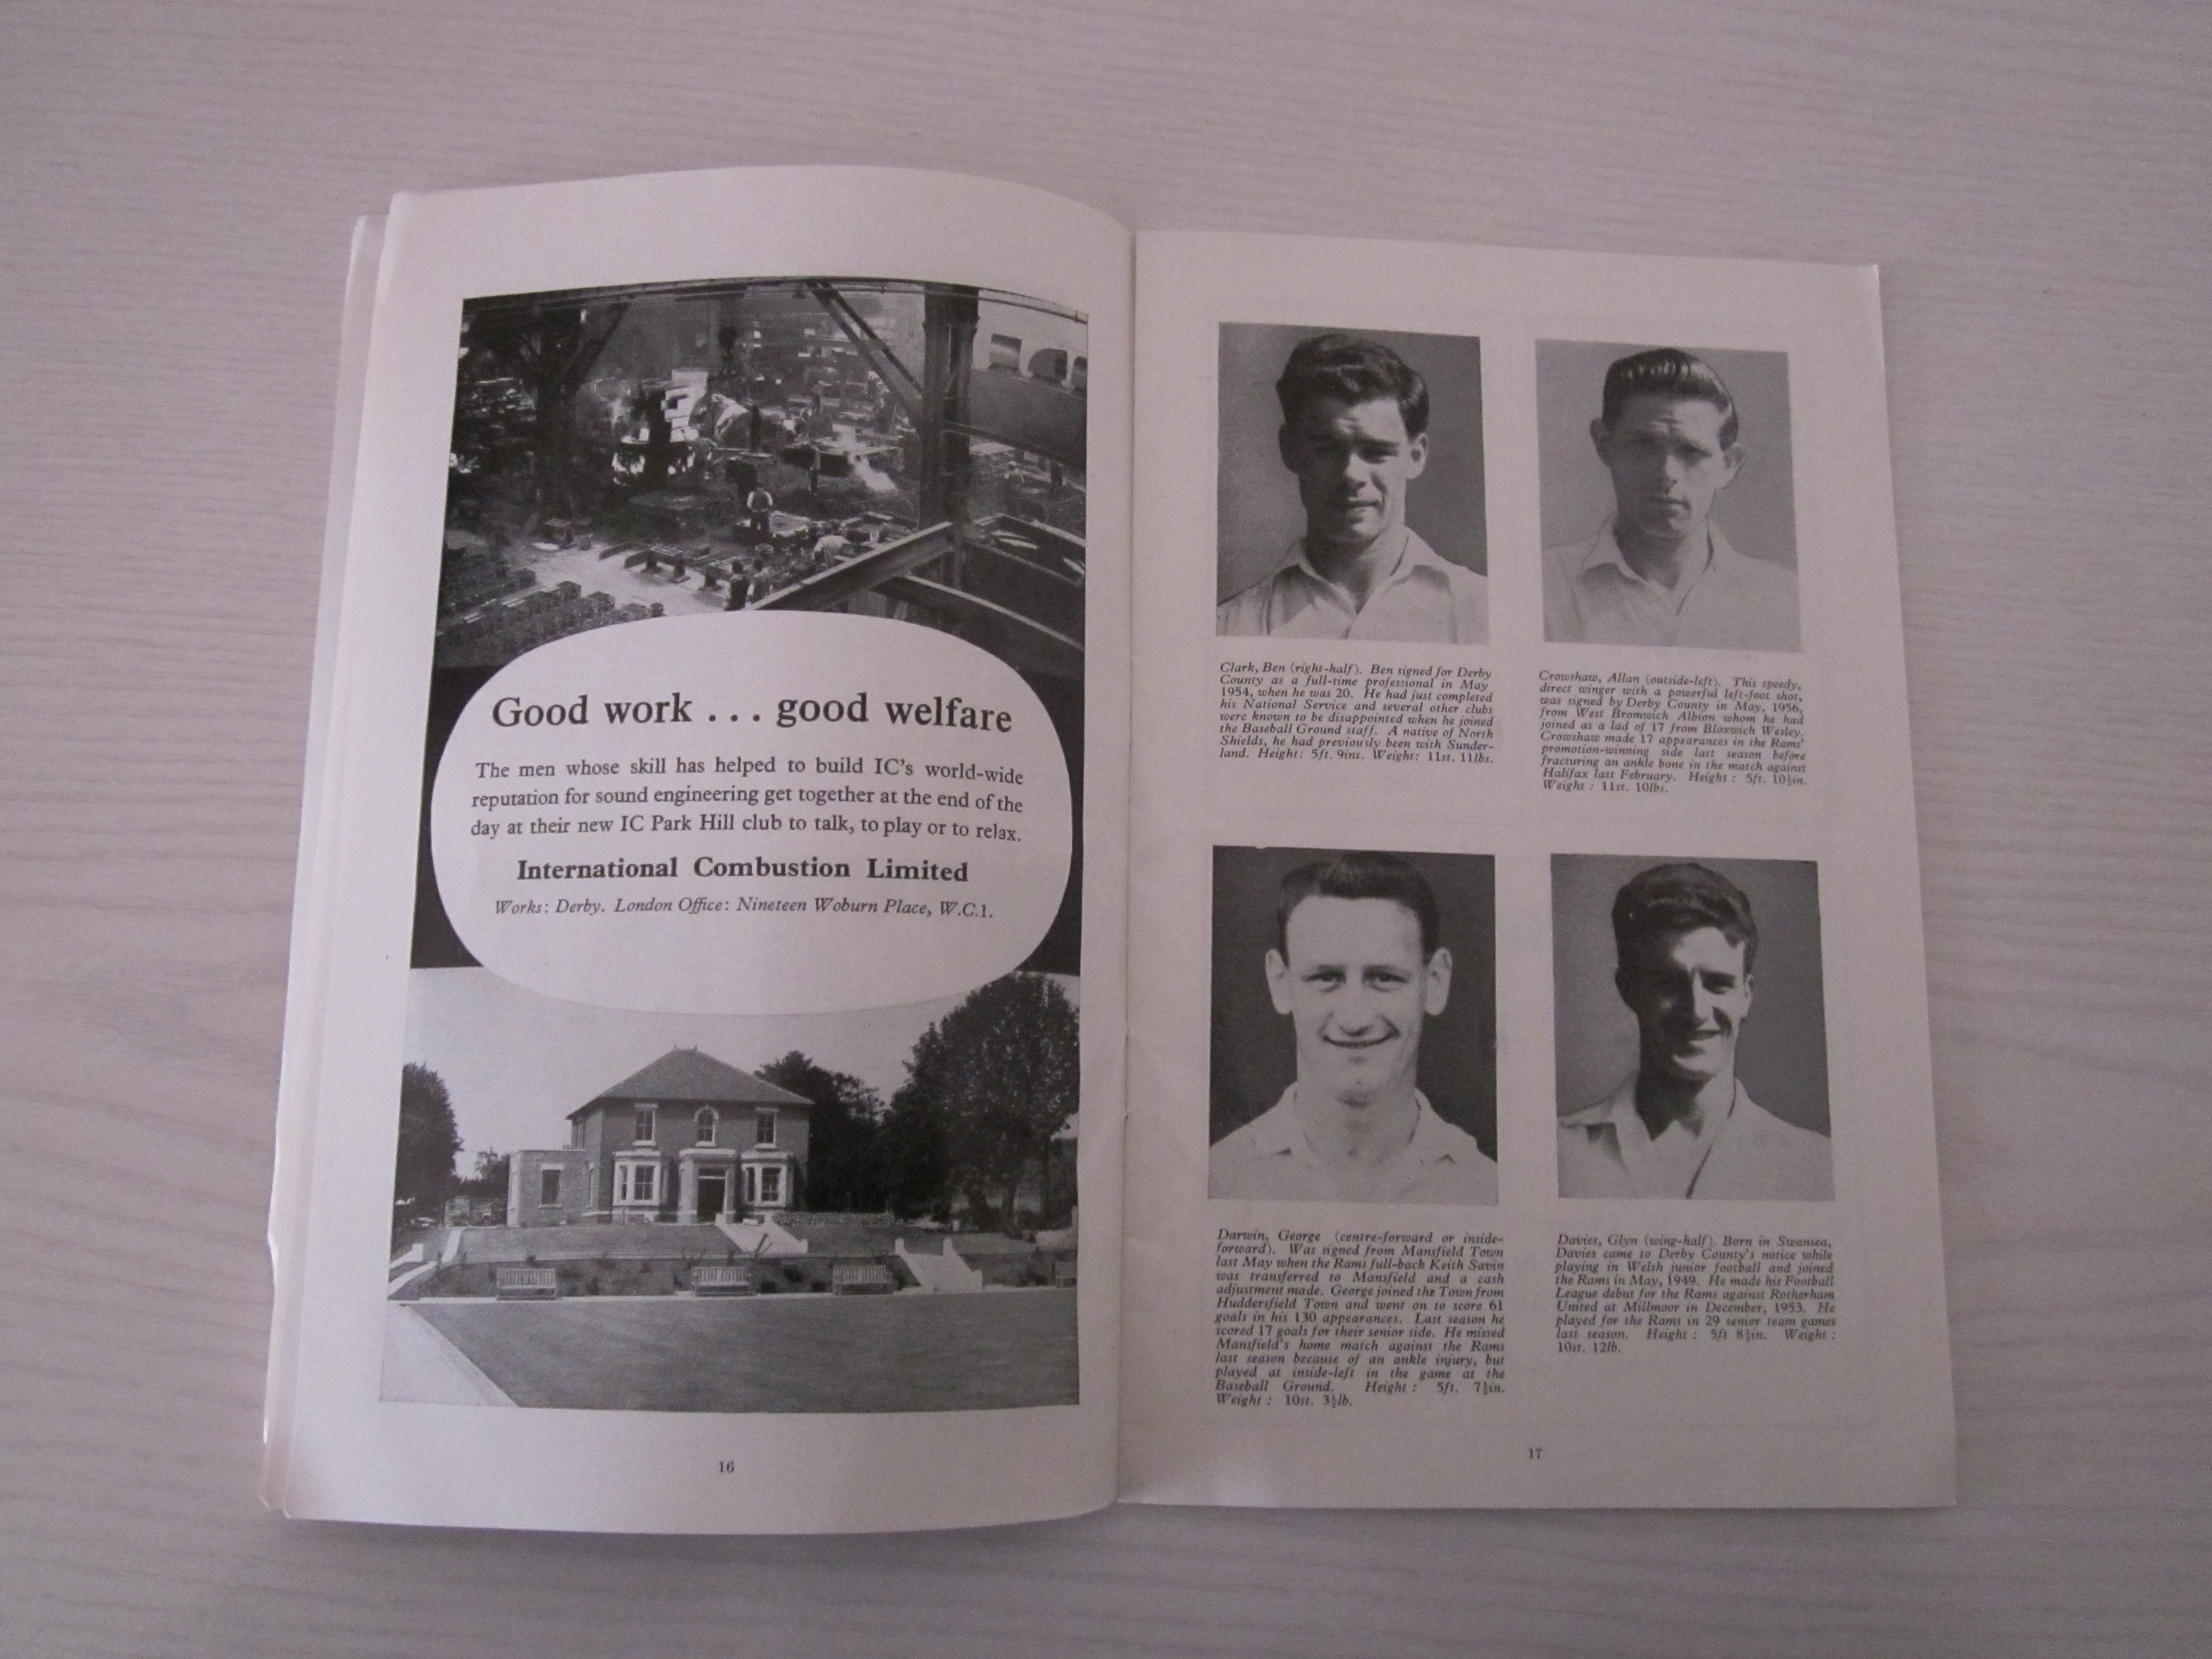 Good work . . . good welfare
The men whose skill has helped to build IC's world-wide
reputation for sound engineering get together at the end of the
day at their new IC Park Hill club to talk, to play or to relax.
International Combustion Limited
Works: Derby. London Office: Nineteen Woburn Place, W.C.1.
16
Clark, Ben (right-half). Ben signed for Derby
County as a full-time professional in May
1954, when he was 20. He had just completed
his National Service and several other clubs
were known to be disappointed when he joined
the Baseball Ground staff. A native of North
Shields, he had previously been with Sunder-
land. Height: 5ft. 9ins. Weight: 11st. 11lbs.
Crowshaw, Allan (outside-left). This speedy,
direct winger with a powerful left-foot shot,
was signed by Derby County in May, 1956,
from West Bromwich Albion whom he had
joined as a lad of 17 from Bloxwich Wesley.
Crowshaw made 17 appearances in the Rams'
promotion-winning side last season before
fracturing an ankle bone in the match against
Halifax last February. Height : 5ft. 10½in.
Weight : 11st. 10lbs.
Darwin, George (centre-forward or inside-
forward). Was signed from Mansfield Town
last May when the Rams full-back Keith Savin
was transferred to Mansfield and a cash
adjustment made. George joined the Town from
Huddersfield Town and went on to score 61
goals in his 130 appearances. Last season he
scored 17 goals for their senior side. He missed
Mansfield's home match against the Rams
last season because of an ankle injury, but
played at inside-left in the game at the
Baseball Ground. Height : 5ft. 7½in.
Weight : 10st. 3½lb.
Davies, Glyn (wing-half). Born in Swansea,
Davies came to Derby County's notice while
playing in Welsh junior football and joined
the Rams in May, 1949. He made his Football
League debut for the Rams against Rotherham
United at Millmoor in December, 1953. He
played for the Rams in 29 senior team games
last season. Height : 5ft 8½in. Weight :
10st. 12lb.
17